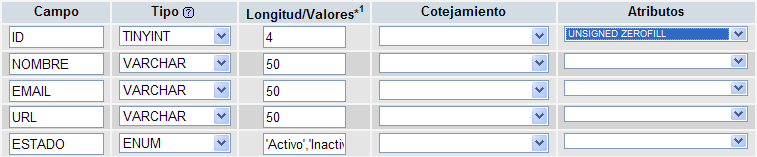 Campo Tipo ? Longitud/Valores*1 Cotejamiento Atributos
ID TINYINT 4 UNSIGNED ZEROFILL
NOMBRE VARCHAR 50
EMAIL VARCHAR 50
URL VARCHAR 50
ESTADO ENUM 'Activo','Inactiv